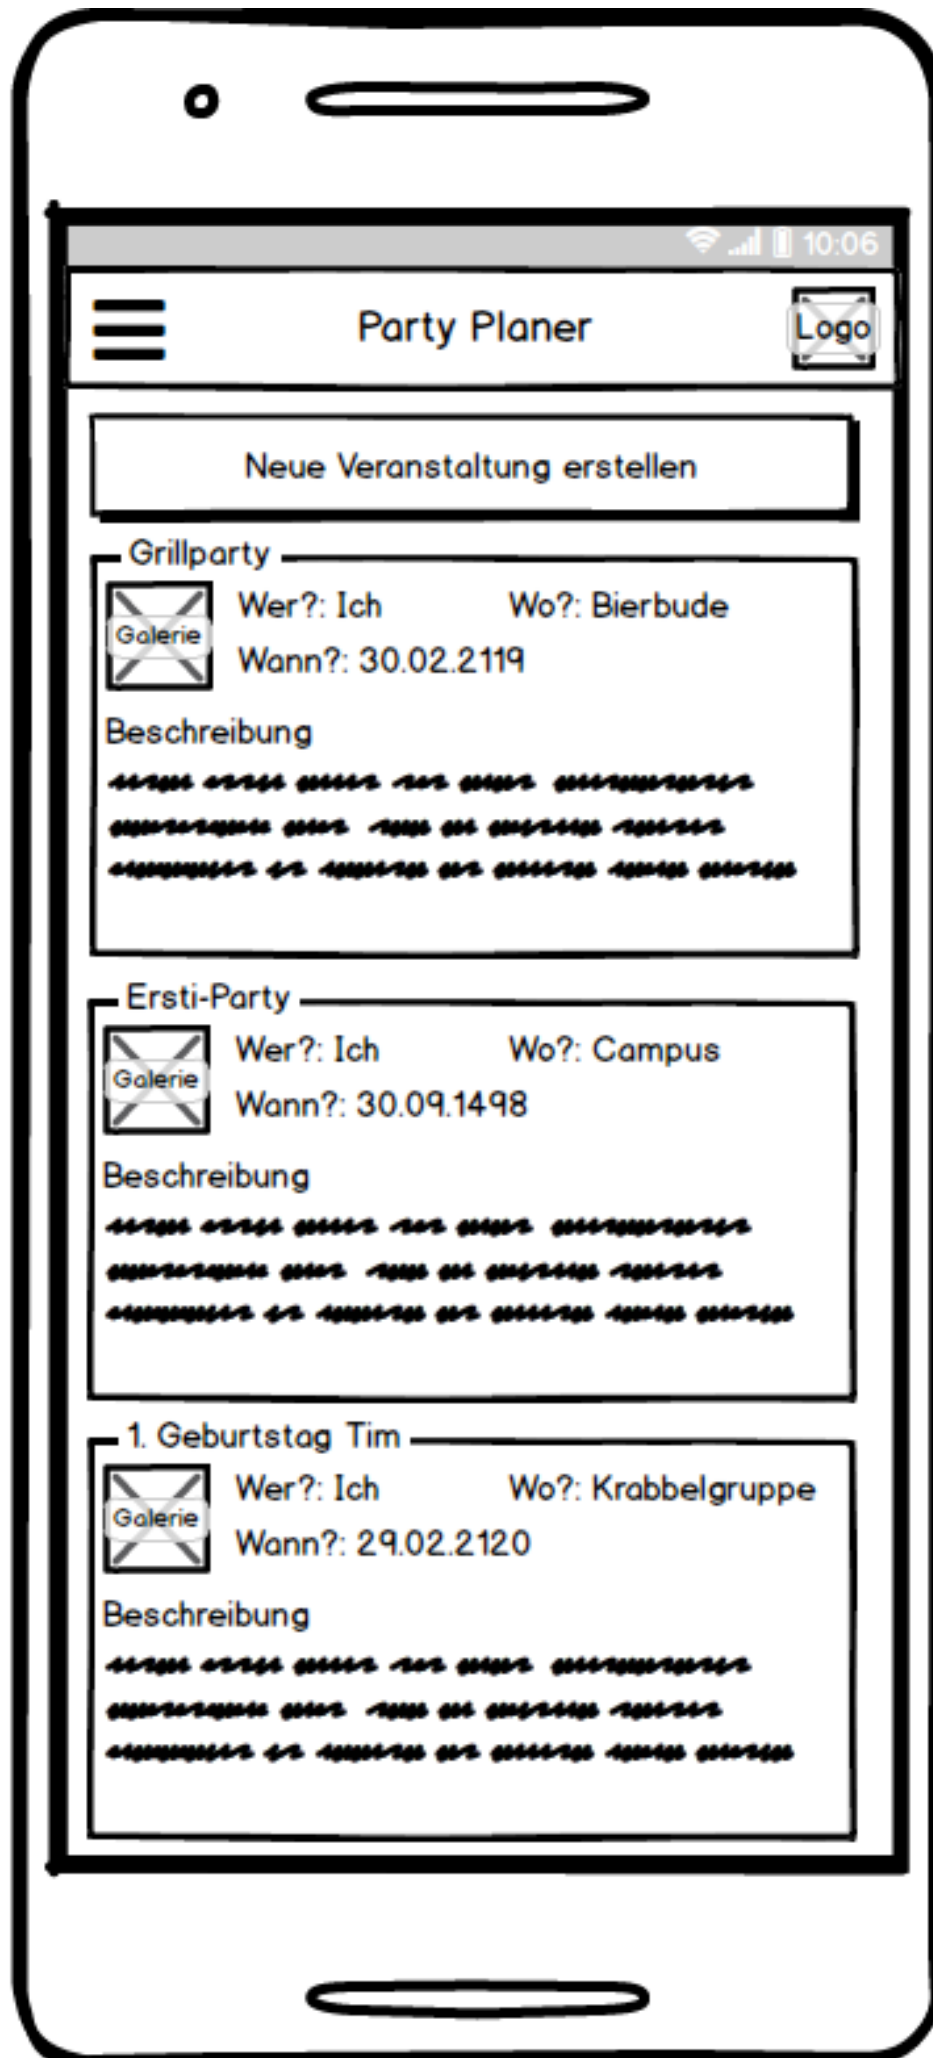 10:06
Party Planer
Logo
Neue Veranstaltung erstellen
Grillparty
Galerie
Wer?: Ich Wo?: Bierbude
Wann?: 30.02.2119
Beschreibung
Ersti-Party
Galerie
Wer?: Ich Wo?: Campus
Wann?: 30.09.1498
Beschreibung
1. Geburtstag Tim
Galerie
Wer?: Ich Wo?: Krabbelgruppe
Wann?: 29.02.2120
Beschreibung